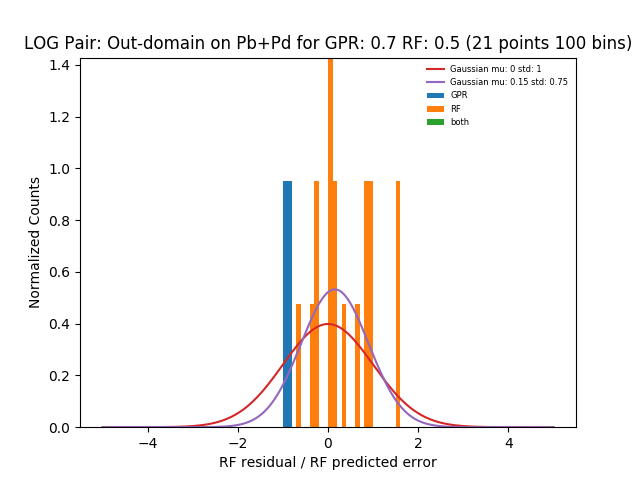 LOG Pair: Out-domain on Pb+Pd for GPR: 0.7 RF: 0.5 (21 points 100 bins)
Gaussian mu: 0 std: 1
Gaussian mu: 0.15 std: 0.75
GPR
RF
both
Normalized Counts
1.4
1.2
1.0
0.8
0.6
0.4
0.2
0.0
−4 −2 0 2 4
RF residual / RF predicted error